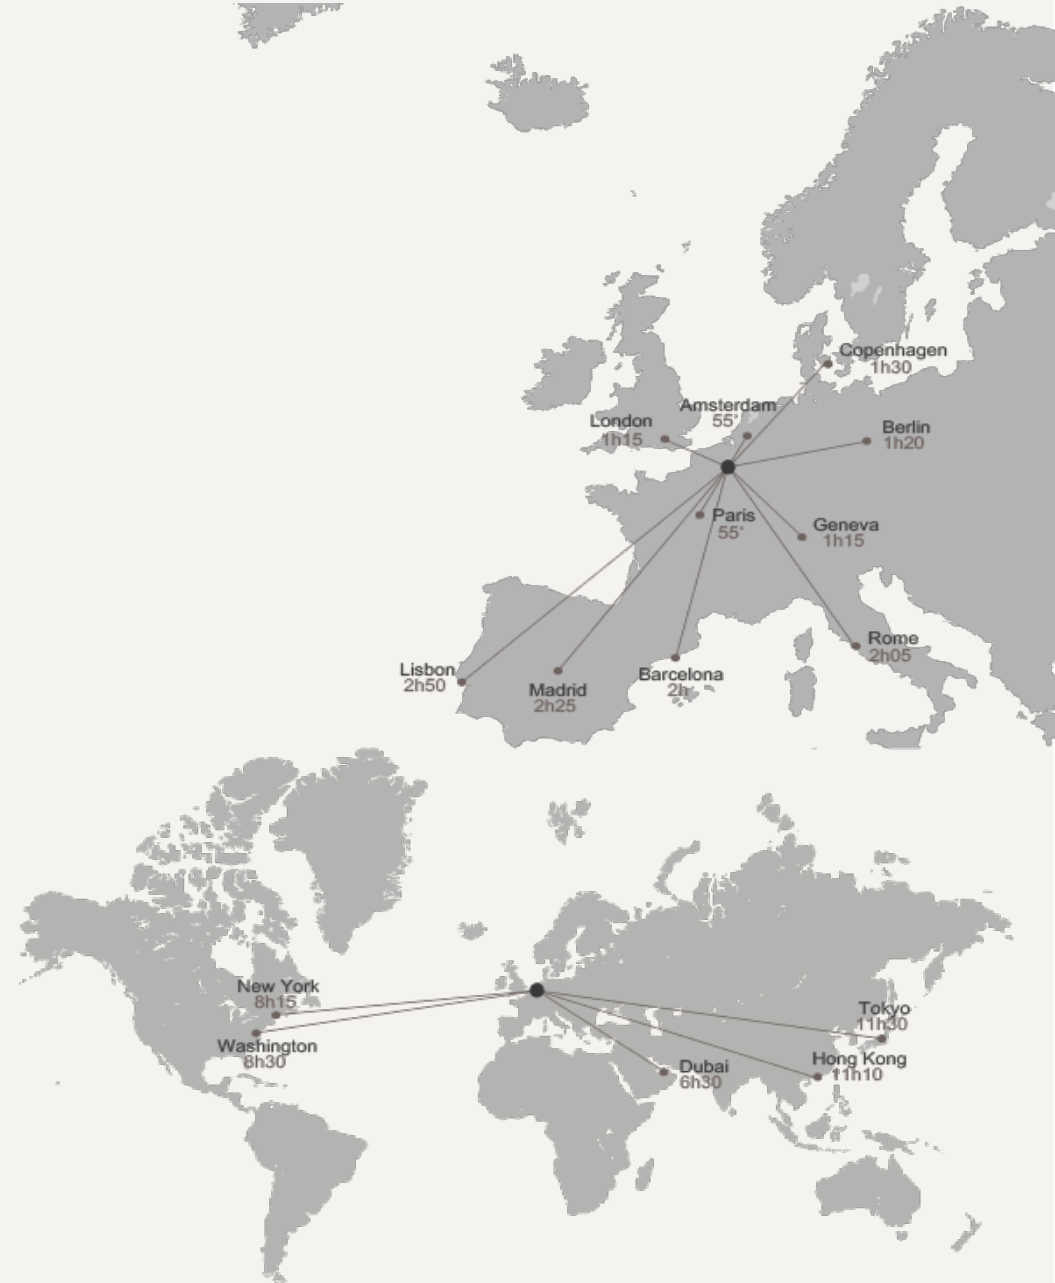 Copenhagen
1h30
Amsterdam
55'
London
1h15
Berlin
1h20
Paris
55'
Geneva
1h15
Rome
2h05
Lisbon
2h50
Barcelona
2h
Madrid
2h25
New York
8h15
Tokyo
11h30
Washington
8h30
Hong Kong
11h10
Dubai
6h30